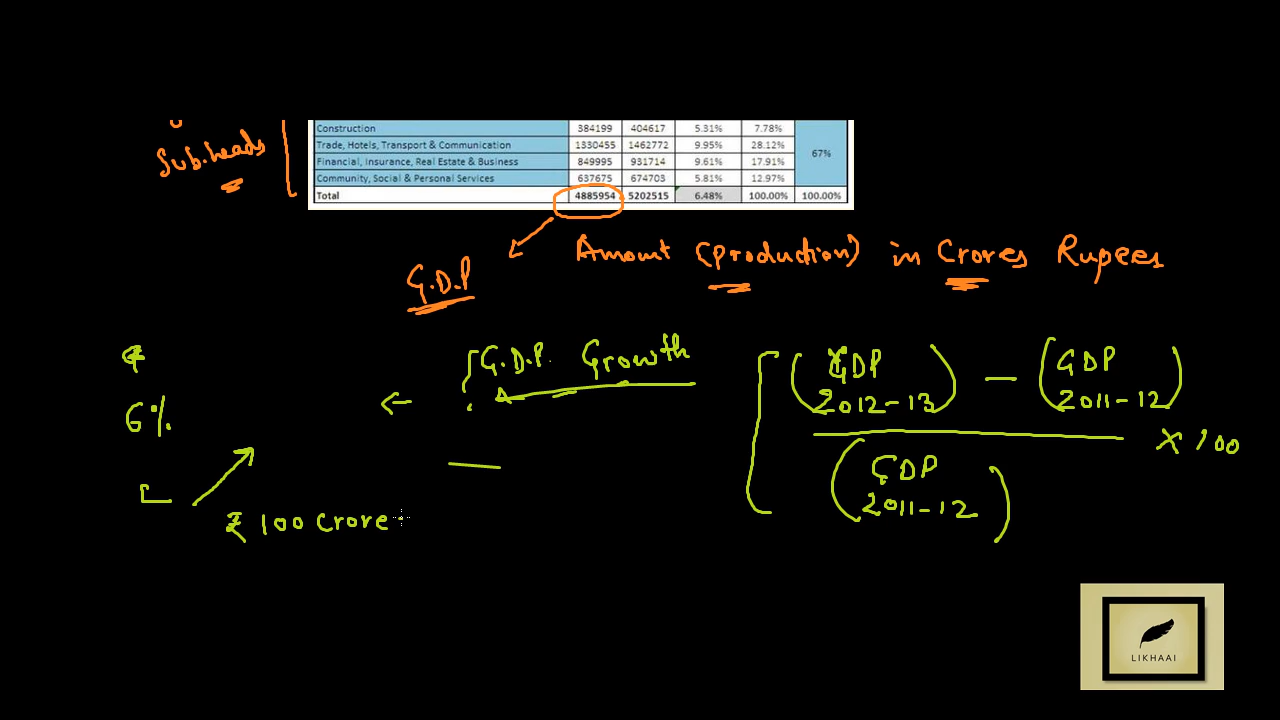 Sub.heads
Construction 384199 404617 5.31% 7.78%
Trade, Hotels, Transport & Communication 1330455 1462772 9.95% 28.12%
Financial, Insurance, Real Estate & Business 849995 931714 9.61% 17.91%
67%
Community, Social & Personal Services 637675 674703 5.81% 12.97%
Total 4885954 5202515 6.48% 100.00% 100.00%
Amount (production) in Crores Rupees
G.D.P
G.D.P. Growth
(GDP 2012-13) — (GDP 2011-12)
(GDP 2011-12)
× 100
6%
₹ 100 Crore
LIKHAAI